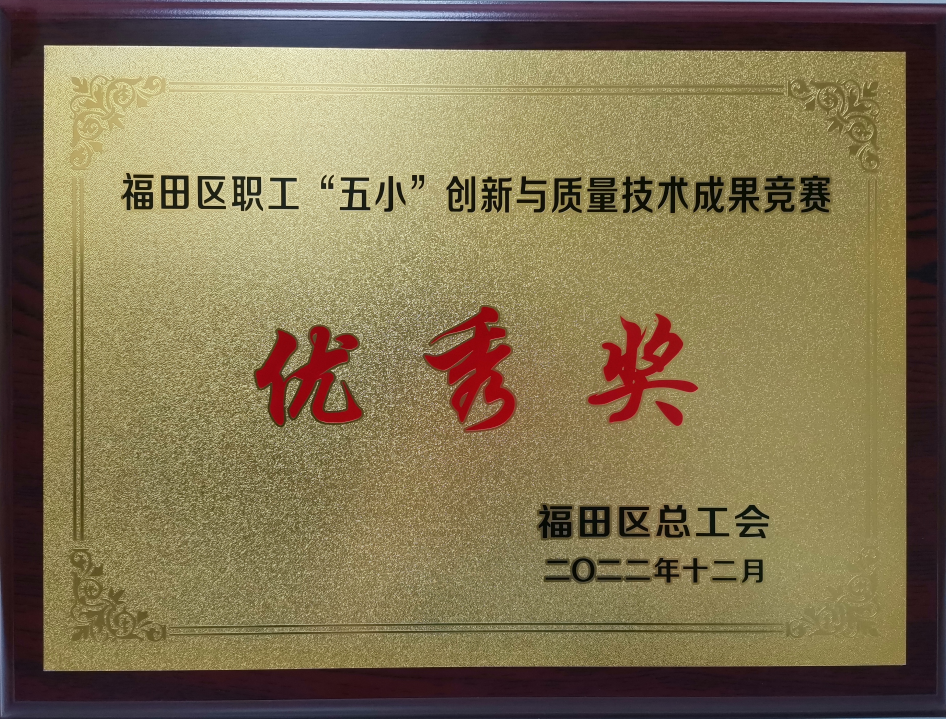 福田区职工“五小”创新与质量技术成果竞赛
优秀奖
福田区总工会
二〇二二年十二月